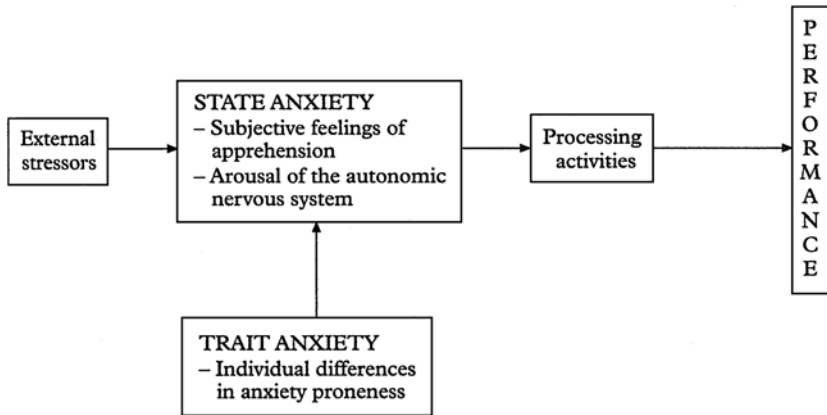 External
stressors
STATE ANXIETY
– Subjective feelings of
apprehension
– Arousal of the autonomic
nervous system
Processing
activities
PERFORMANCE
TRAIT ANXIETY
– Individual differences
in anxiety proneness